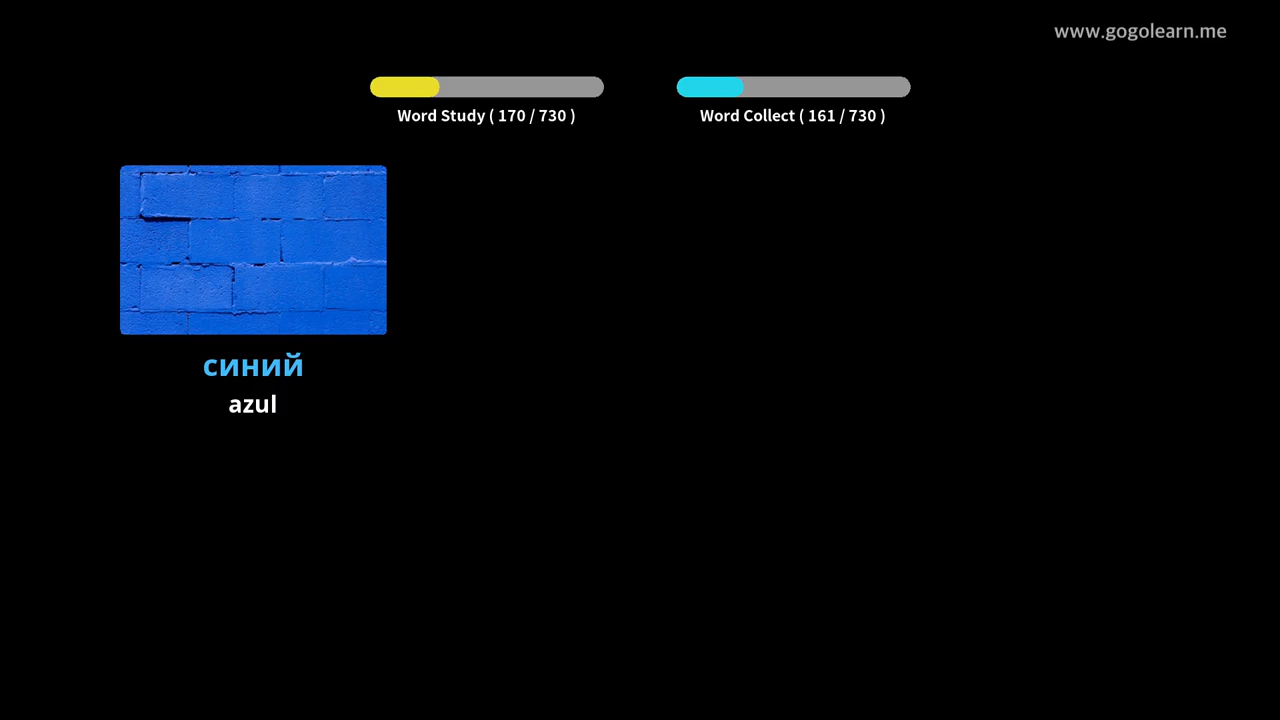 www.gogolearn.me
Word Study ( 170 / 730 )
Word Collect ( 161 / 730 )
синий
azul